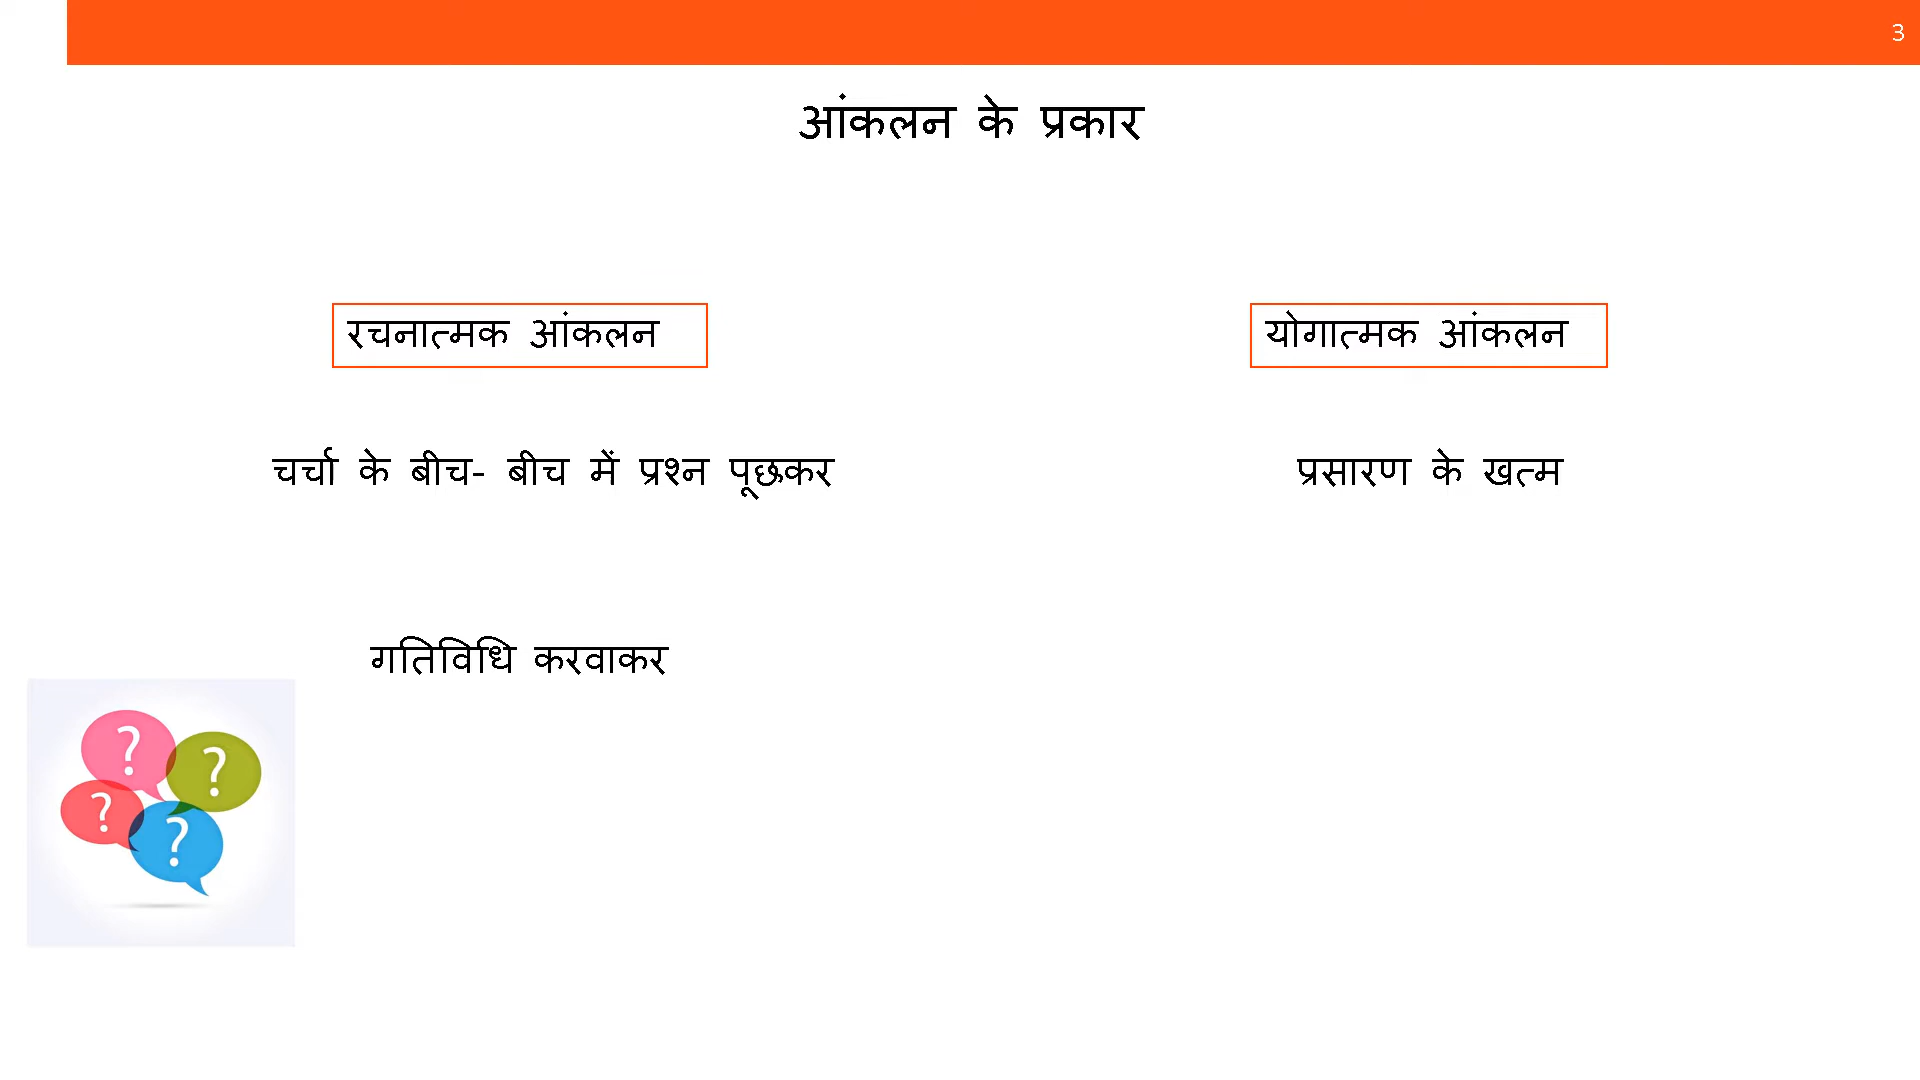 3
आंकलन के प्रकार
रचनात्मक आंकलन
योगात्मक आंकलन
चर्चा के बीच- बीच में प्रश्न पूछकर
प्रसारण के खत्म
गतिविधि करवाकर
? ?
? ?